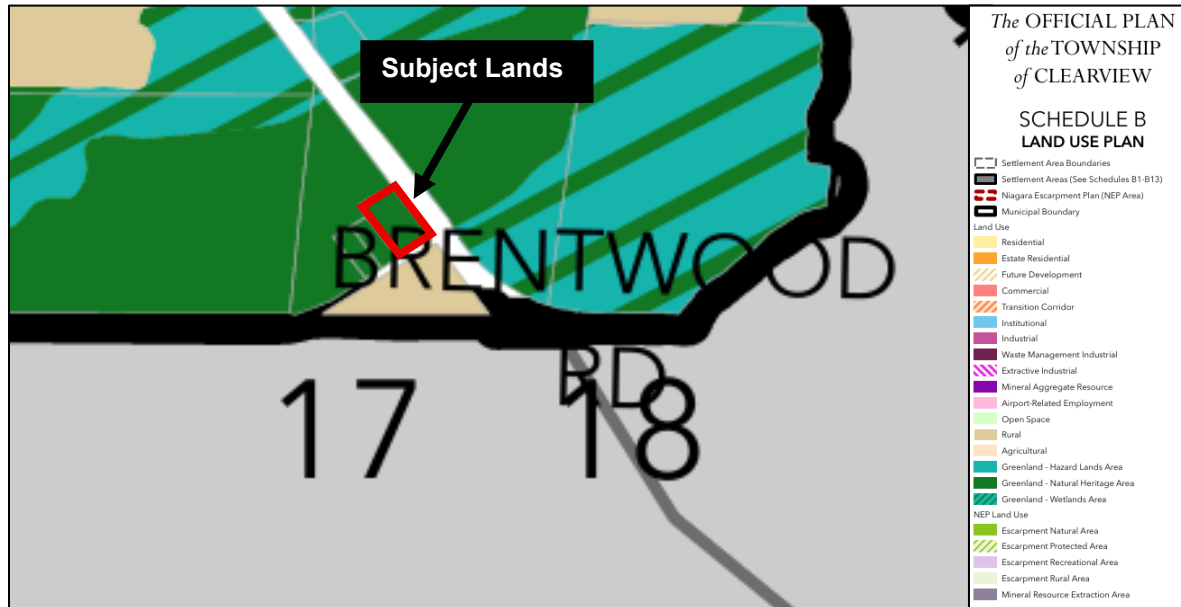 Subject Lands
BRENTWOOD
RD
17
18
The OFFICIAL PLAN
of the TOWNSHIP
of CLEARVIEW
SCHEDULE B
LAND USE PLAN
Settlement Area Boundaries
Settlement Areas (See Schedules B1-B13)
Niagara Escarpment Plan (NEP Area)
Municipal Boundary
Land Use
Residential
Estate Residential
Future Development
Commercial
Transition Corridor
Institutional
Industrial
Waste Management Industrial
Extractive Industrial
Mineral Aggregate Resource
Airport-Related Employment
Open Space
Rural
Agricultural
Greenland - Hazard Lands Area
Greenland - Natural Heritage Area
Greenland - Wetlands Area
NEP Land Use
Escarpment Natural Area
Escarpment Protected Area
Escarpment Recreational Area
Escarpment Rural Area
Mineral Resource Extraction Area